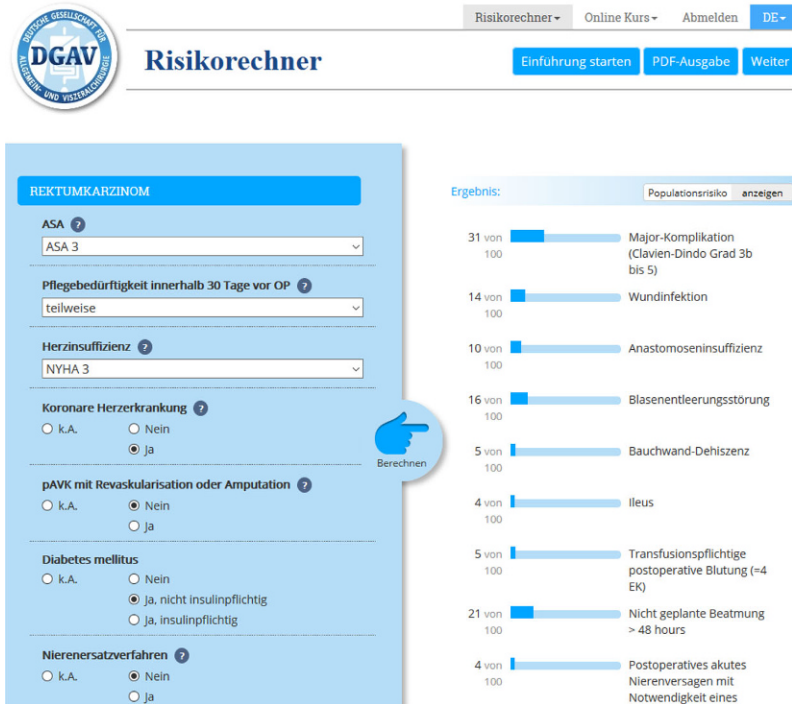 DEUTSCHE GESELLSCHAFT FÜR
DGAV
ALLGEMEIN- UND VISZERALCHIRURGIE
Risikorechner
Risikorechner
Online Kurs
Abmelden
DE
Einführung starten
PDF-Ausgabe
Weiter
REKTUMKARZINOM
ASA ?
ASA 3
Pflegebedürftigkeit innerhalb 30 Tage vor OP ?
teilweise
Herzinsuffizienz ?
NYHA 3
Koronare Herzerkrankung ?
k.A. Nein
Ja
pAVK mit Revaskularisation oder Amputation ?
k.A. Nein
Ja
Diabetes mellitus
k.A. Nein
Ja, nicht insulinpflichtig
Ja, insulinpflichtig
Nierenersatzverfahren ?
k.A. Nein
Ja
Berechnen
Ergebnis:
Populationsrisiko anzeigen
31 von
100
Major-Komplikation
(Clavien-Dindo Grad 3b
bis 5)
14 von
100
Wundinfektion
10 von
100
Anastomoseninsuffizienz
16 von
100
Blasenentleerungsstörung
5 von
100
Bauchwand-Dehiszenz
4 von
100
Ileus
5 von
100
Transfusionspflichtige
postoperative Blutung (=4
EK)
21 von
100
Nicht geplante Beatmung
> 48 hours
4 von
100
Postoperatives akutes
Nierenversagen mit
Notwendigkeit eines